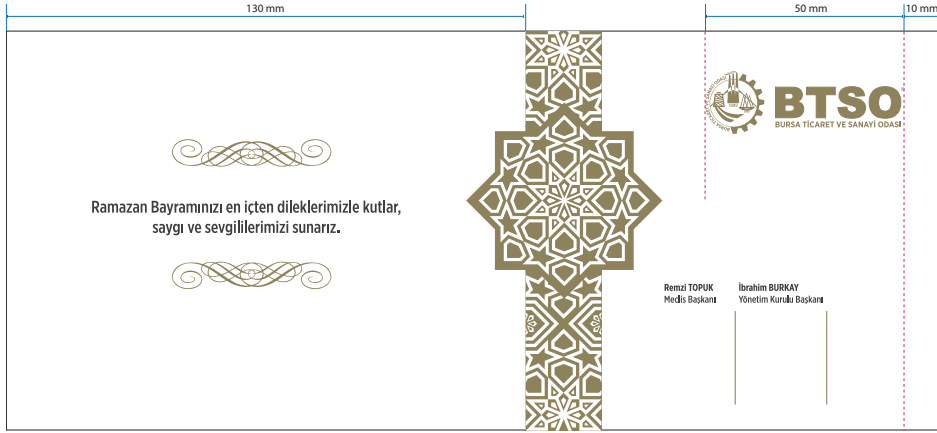 130 mm
50 mm
10 mm
BTSO
BURSA TİCARET VE SANAYİ ODASI
Ramazan Bayramınızı en içten dileklerimizle kutlar,
saygı ve sevgililerimizi sunarız.
Remzi TOPUK
Meclis Başkanı
İbrahim BURKAY
Yönetim Kurulu Başkanı